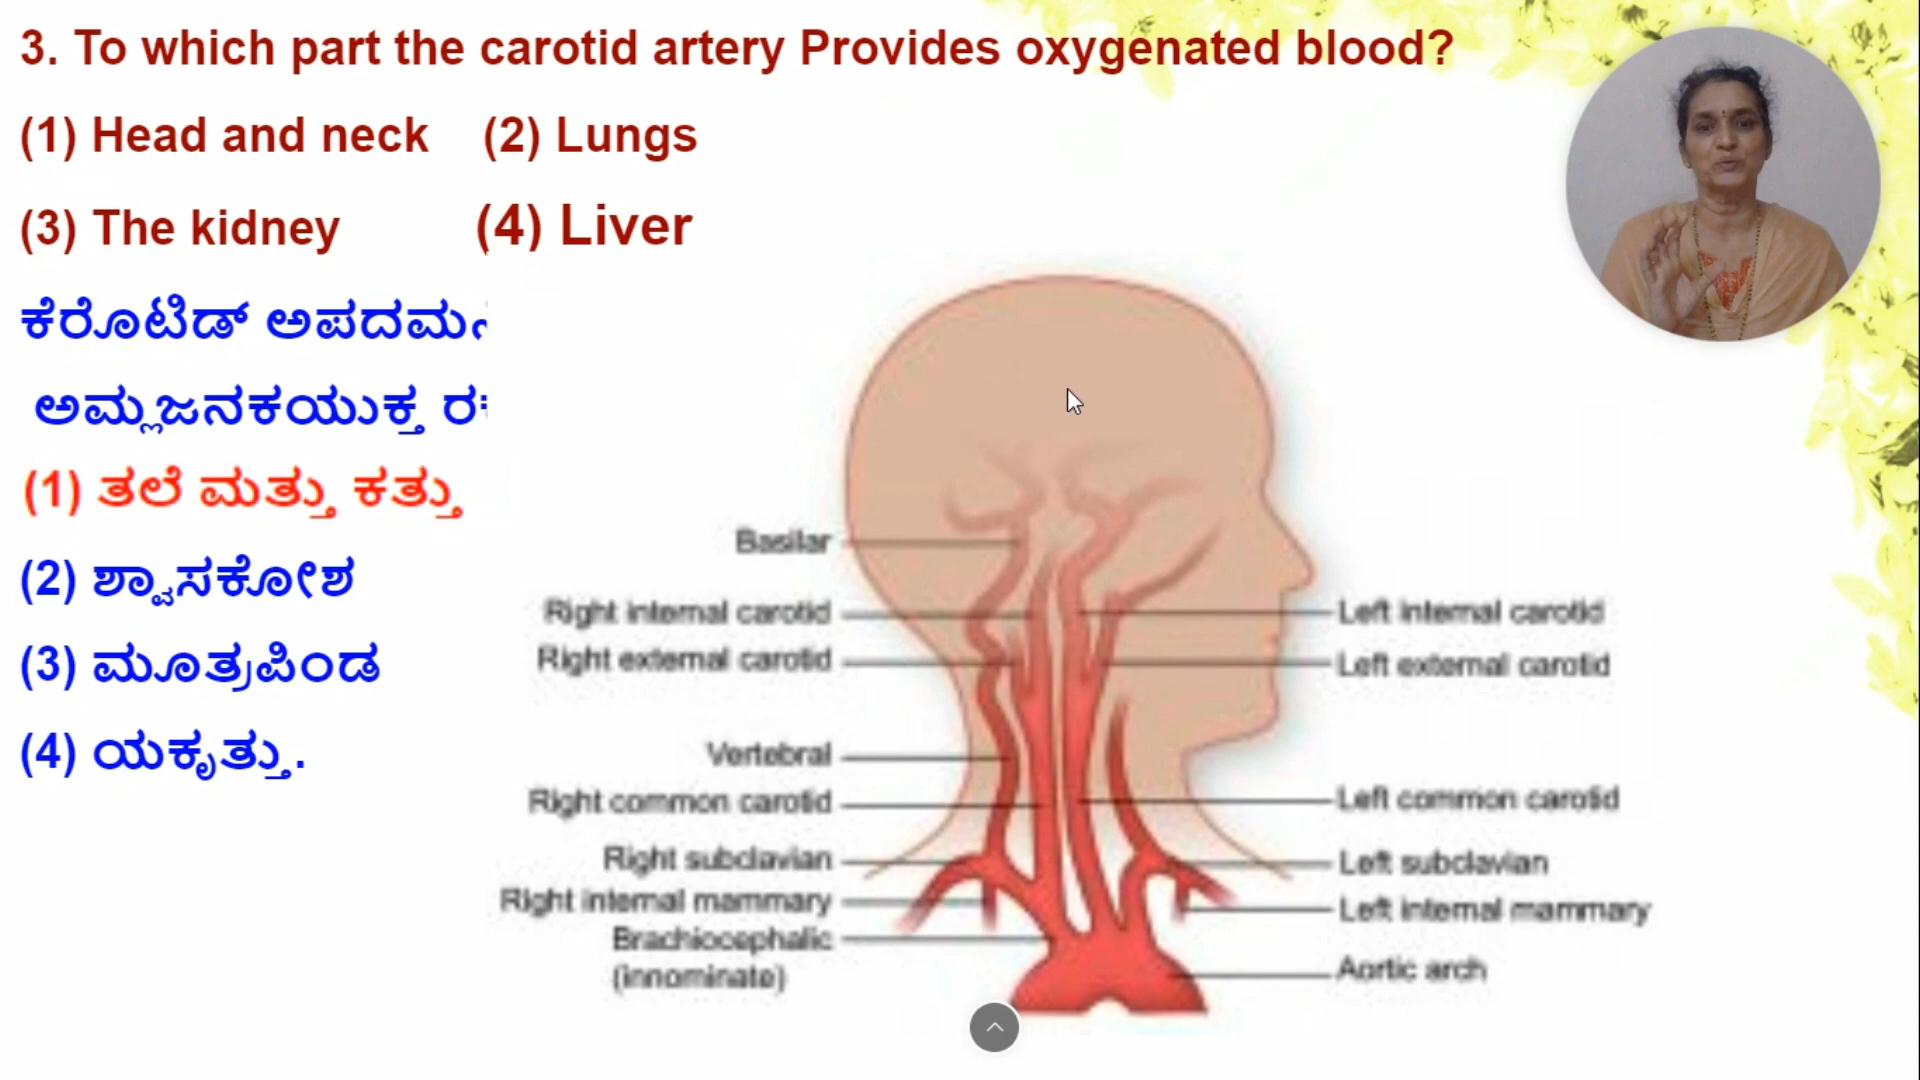 3. To which part the carotid artery Provides oxygenated blood?
(1) Head and neck (2) Lungs
(3) The kidney (4) Liver
ಕೆರೊಟಿಡ್
ಅಮ್ಲಜನಕಯುಕ್ತ
(1) ತಲೆ ಮತ್ತು ಕತ್ತು
(2) ಶ್ವಾಸಕೋಶ
(3) ಮೂತ್ರಪಿಂಡ
(4) ಯಕೃತ್ತು.
Basilar
Right internal carotid
Right external carotid
Vertebral
Right common carotid
Right subclavian
Right internal mammary
Brachiocephalic
(innominate)
Left internal carotid
Left external carotid
Left common carotid
Left subclavian
Left internal mammary
Aortic arch